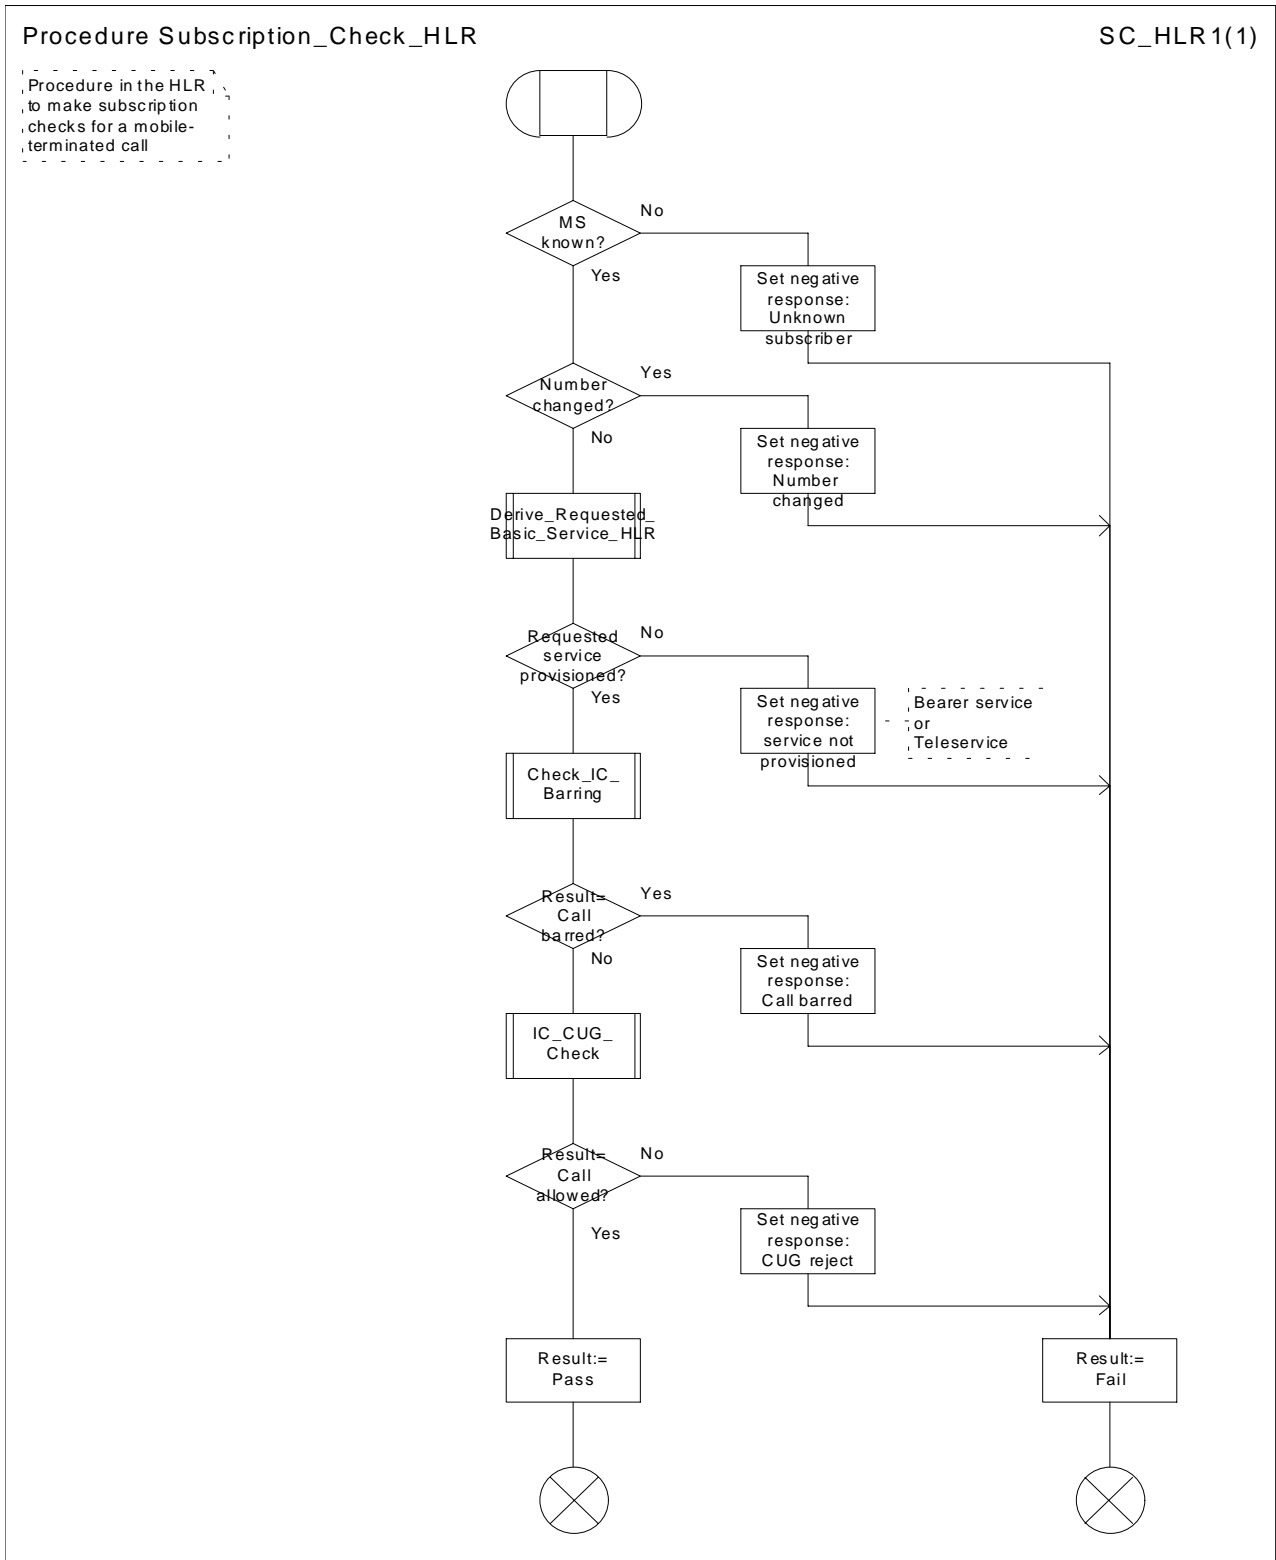 Procedure Subscription_Check_HLR
SC_HLR1(1)
Procedure in the HLR
to make subscription
checks for a mobile-
terminated call
MS
known?
No
Yes
Set negative
response:
Unknown
subscriber
Number
changed?
Yes
No
Set negative
response:
Number
changed
Derive_Requested_
Basic_Service_HLR
Requested
service
provisioned?
No
Yes
Set negative
response:
service not
provisioned
Bearer service
or
Teleservice
Check_IC_
Barring
Result=
Call
barred?
Yes
No
Set negative
response:
Call barred
IC_CUG_
Check
Result=
Call
allowed?
No
Yes
Set negative
response:
CUG reject
Result:=
Pass
Result:=
Fail